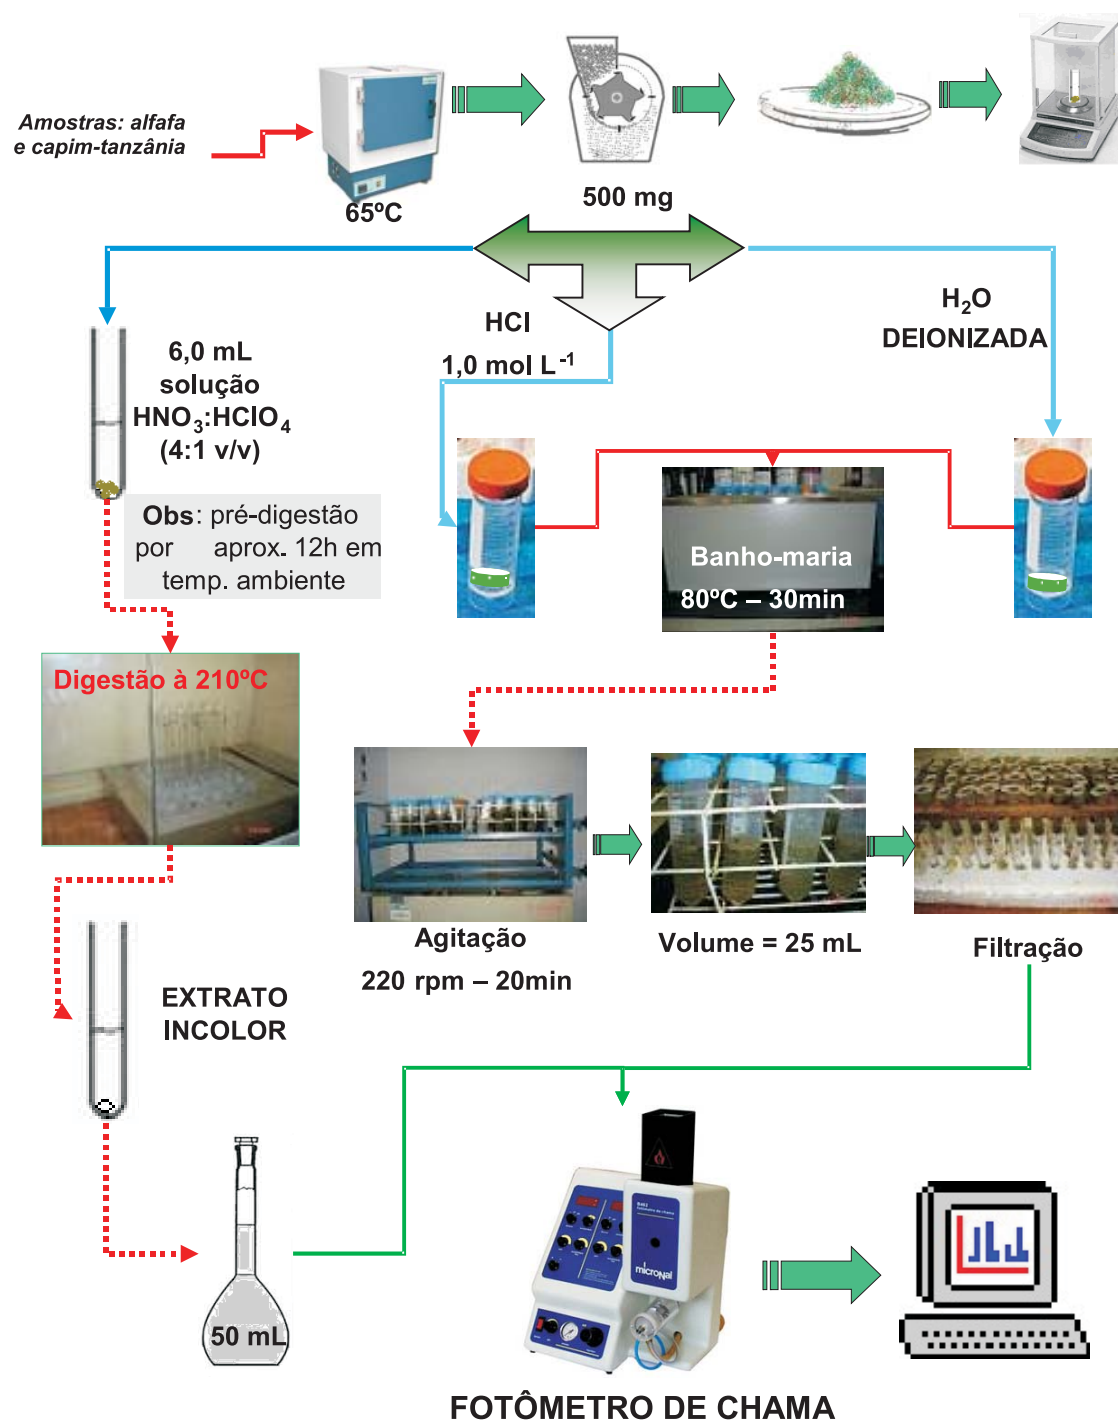 Amostras: alfafa
e capim-tanzânia
65ºC
500 mg
HCl
1,0 mol L⁻¹
H₂O
DEIONIZADA
6,0 mL
solução
HNO₃:HClO₄
(4:1 v/v)
Obs: pré-digestão
por aprox. 12h em
temp. ambiente
Banho-maria
80ºC – 30min
Digestão à 210ºC
Agitação
220 rpm – 20min
Volume = 25 mL
Filtração
EXTRATO
INCOLOR
50 mL
microNal
FOTÔMETRO DE CHAMA